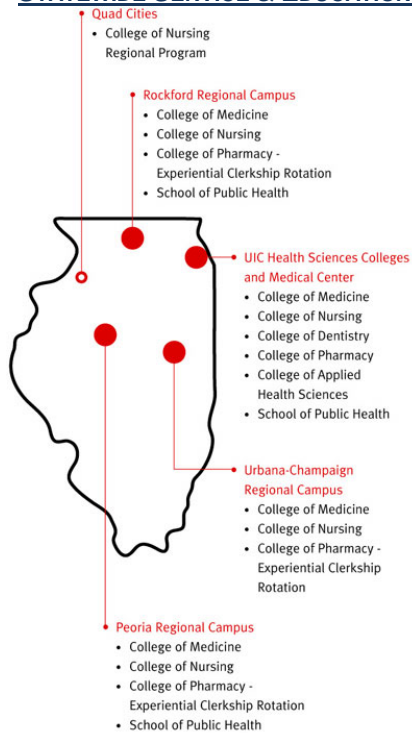 STATEWIDE SERVICE & EDUCATION
• Quad Cities
• College of Nursing
Regional Program
• Rockford Regional Campus
• College of Medicine
• College of Nursing
• College of Pharmacy -
Experiential Clerkship Rotation
• School of Public Health
• UIC Health Sciences Colleges
and Medical Center
• College of Medicine
• College of Nursing
• College of Dentistry
• College of Pharmacy
• College of Applied
Health Sciences
• School of Public Health
• Urbana-Champaign
Regional Campus
• College of Medicine
• College of Nursing
• College of Pharmacy -
Experiential Clerkship
Rotation
• Peoria Regional Campus
• College of Medicine
• College of Nursing
• College of Pharmacy -
Experiential Clerkship Rotation
• School of Public Health